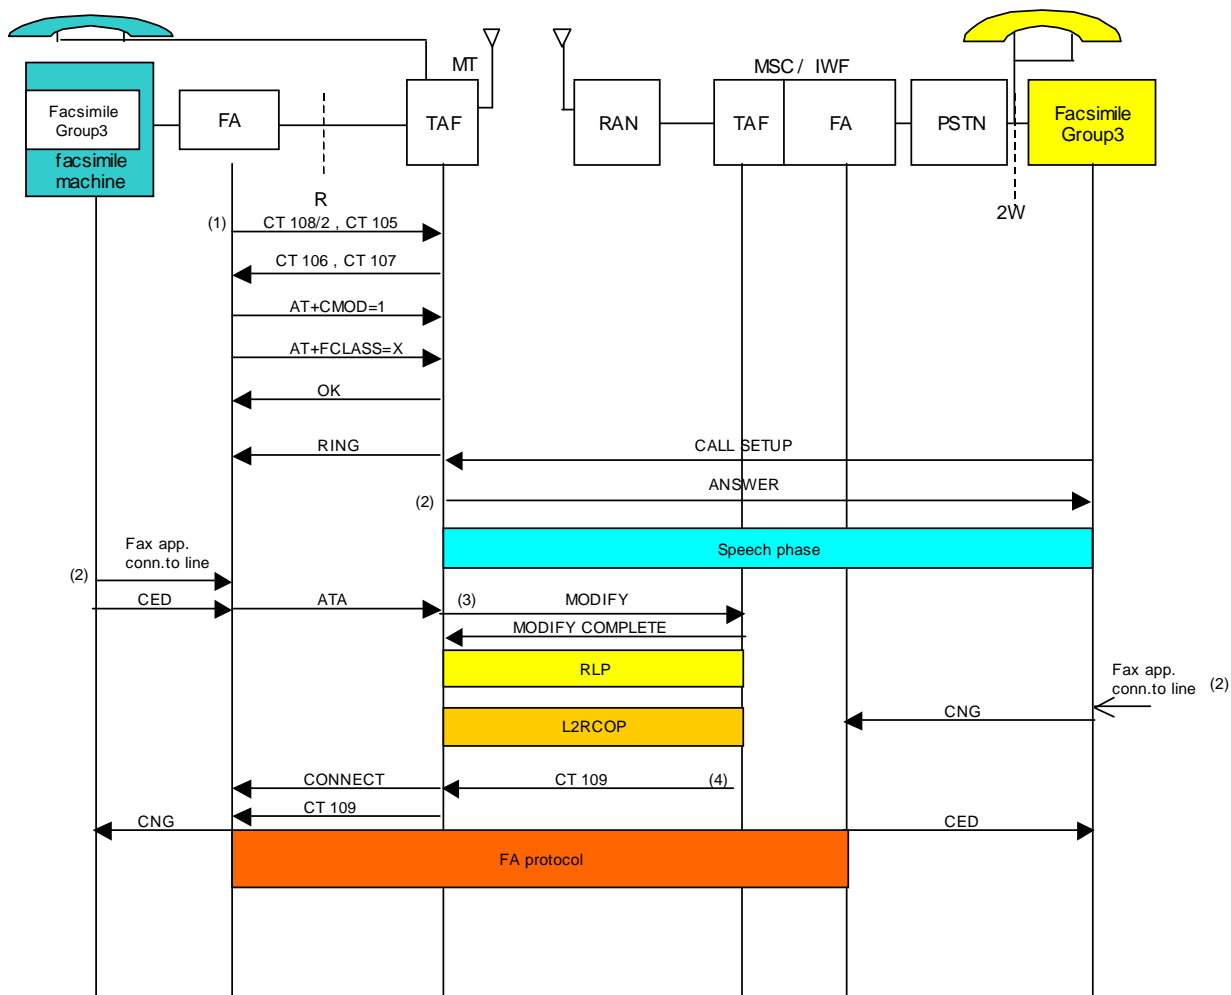 MT
MSC / IWF
Facsimile
Group3
facsimile
machine
FA
TAF
RAN
TAF
FA
PSTN
Facsimile
Group3
R
2W
(1)
CT 108/2 , CT 105
CT 106 , CT 107
AT+CMOD=1
AT+FCLASS=X
OK
RING
CALL SETUP
(2)
ANSWER
Speech phase
Fax app.
conn.to line
(2)
CED
ATA
(3)
MODIFY
MODIFY COMPLETE
RLP
Fax app.
conn.to line
(2)
CNG
L2RCOP
CONNECT
CT 109
(4)
CT 109
CNG
CED
FA protocol